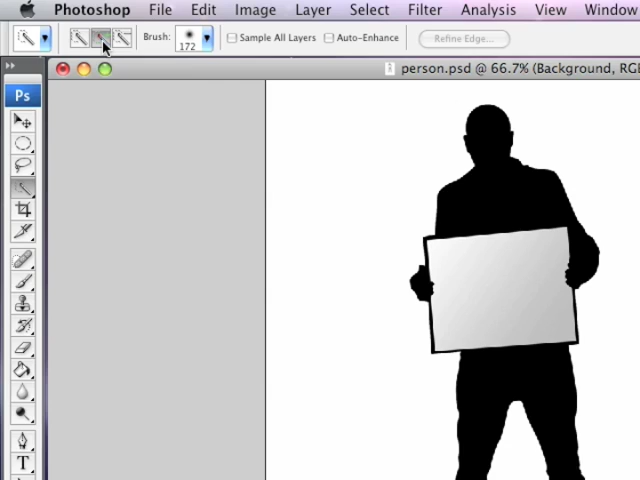 Photoshop File Edit Image Layer Select Analysis View Window
Brush: 172 Sample All Layers Auto-Enhance Refine Edge...
person.psd @ 66.7% (Background, RG
Ps
T